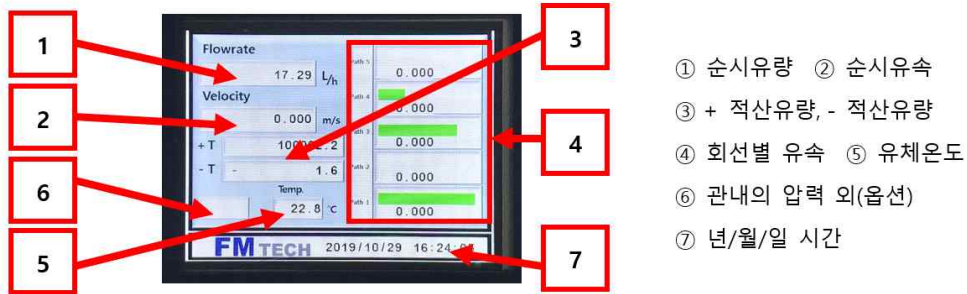 1
2
6
5
3
4
7
Flowrate
17.29 L/h
Velocity
0.000 m/s
+ T
- T - 1.6
Temp.
22.8 ℃
Path 5
0.000
Path 4
0.000
Path 3
0.000
Path 2
0.000
Path 1
0.000
FM TECH 2019/10/29
① 순시유량 ② 순시유속
③ + 적산유량, - 적산유량
④ 회선별 유속 ⑤ 유체온도
⑥ 관내의 압력 외(옵션)
⑦ 년/월/일 시간